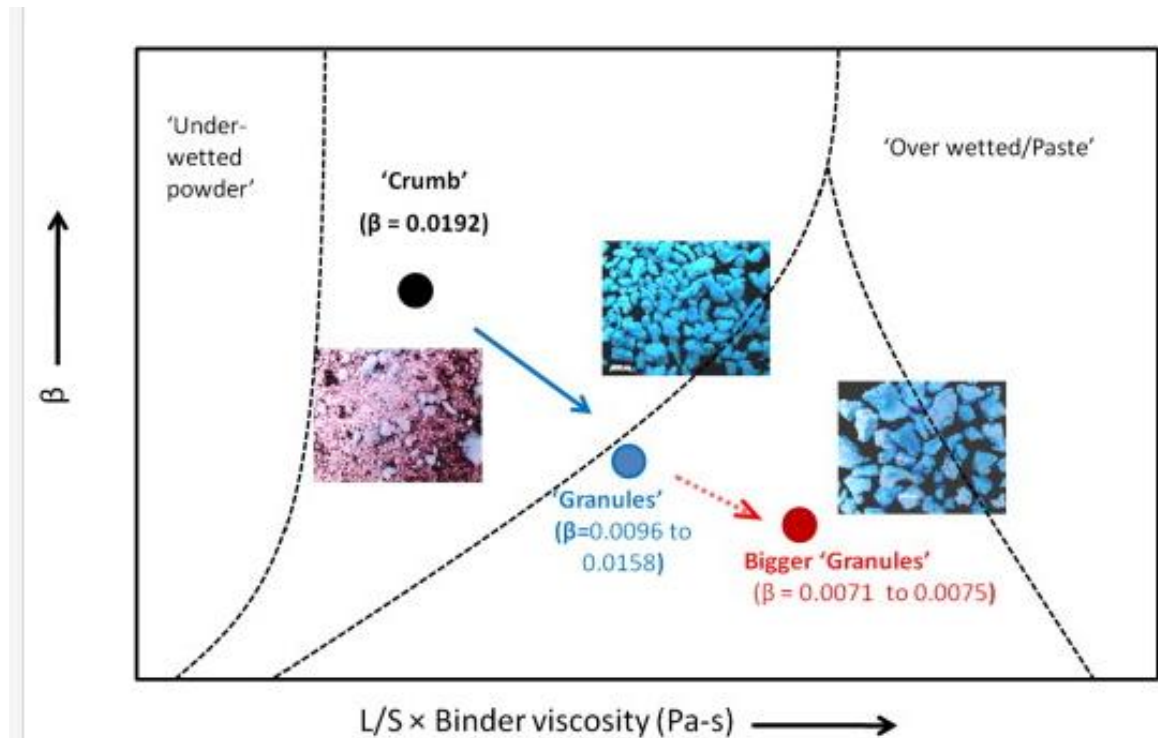 ‘Under-
wetted
powder’
‘Crumb’
(β = 0.0192)
‘Over wetted/Paste’
β
‘Granules’
(β=0.0096 to
0.0158)
Bigger ‘Granules’
(β = 0.0071 to 0.0075)
L/S × Binder viscosity (Pa-s)